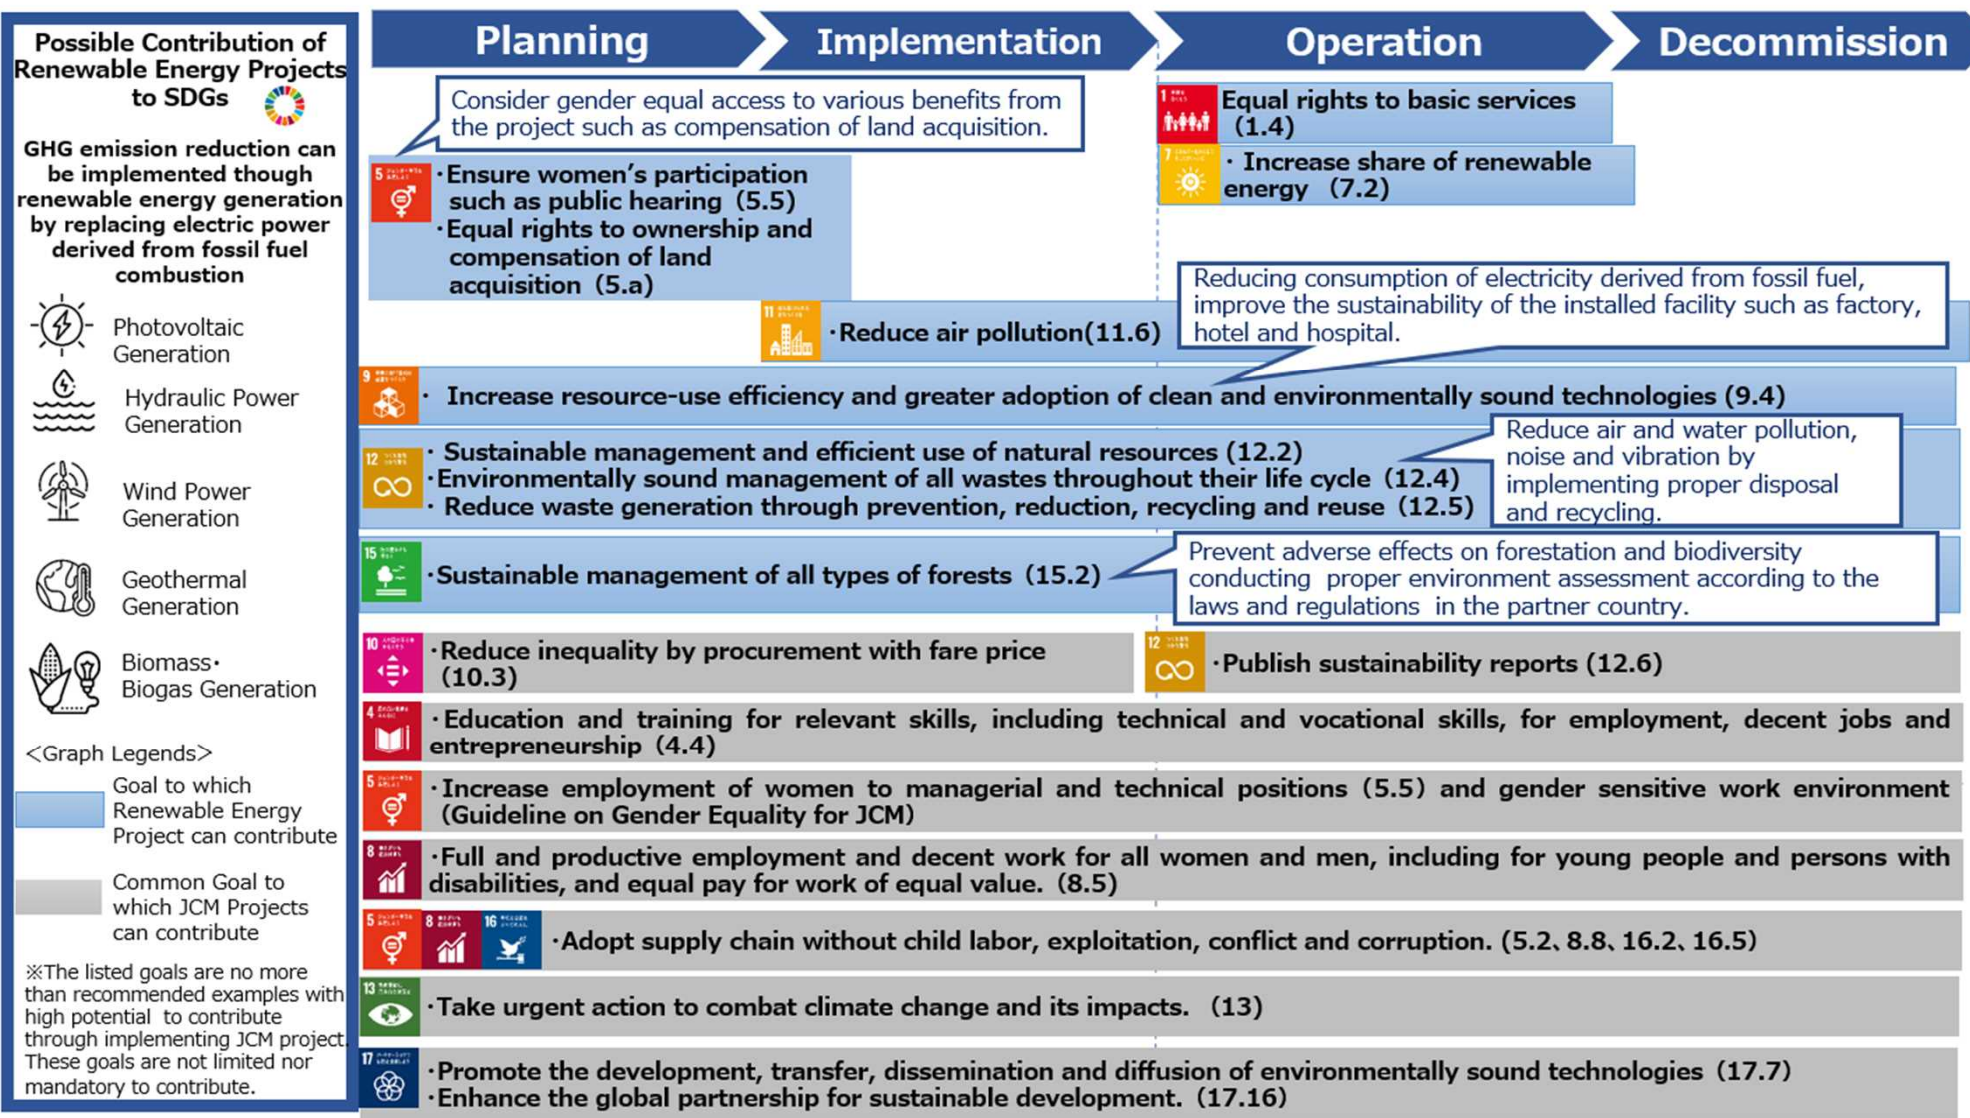 Possible Contribution of
Renewable Energy Projects
to SDGs
GHG emission reduction can
be implemented though
renewable energy generation
by replacing electric power
derived from fossil fuel
combustion
Photovoltaic
Generation
Hydraulic Power
Generation
Wind Power
Generation
Geothermal
Generation
Biomass・
Biogas Generation
<Graph Legends>
Goal to which
Renewable Energy
Project can contribute
Common Goal to
which JCM Projects
can contribute
※The listed goals are no more
than recommended examples with
high potential to contribute
through implementing JCM project.
These goals are not limited nor
mandatory to contribute.
Planning
Implementation
Operation
Decommission
Consider gender equal access to various benefits from
the project such as compensation of land acquisition.
1
Equal rights to basic services
(1.4)
7
・Increase share of renewable
energy (7.2)
5
・Ensure women's participation
such as public hearing (5.5)
・Equal rights to ownership and
compensation of land
acquisition (5.a)
Reducing consumption of electricity derived from fossil fuel,
improve the sustainability of the installed facility such as factory,
hotel and hospital.
11
・Reduce air pollution(11.6)
9
・ Increase resource-use efficiency and greater adoption of clean and environmentally sound technologies (9.4)
12
・ Sustainable management and efficient use of natural resources (12.2)
・Environmentally sound management of all wastes throughout their life cycle (12.4)
・ Reduce waste generation through prevention, reduction, recycling and reuse (12.5)
Reduce air and water pollution,
noise and vibration by
implementing proper disposal
and recycling.
15
・Sustainable management of all types of forests (15.2)
Prevent adverse effects on forestation and biodiversity
conducting proper environment assessment according to the
laws and regulations in the partner country.
10
・Reduce inequality by procurement with fare price
(10.3)
12
・Publish sustainability reports (12.6)
4
・Education and training for relevant skills, including technical and vocational skills, for employment, decent jobs and
entrepreneurship (4.4)
5
・Increase employment of women to managerial and technical positions (5.5) and gender sensitive work environment
(Guideline on Gender Equality for JCM)
8
・Full and productive employment and decent work for all women and men, including for young people and persons with
disabilities, and equal pay for work of equal value. (8.5)
5 8 16
・Adopt supply chain without child labor, exploitation, conflict and corruption. (5.2、8.8、16.2、16.5)
13
・Take urgent action to combat climate change and its impacts. (13)
17
・Promote the development, transfer, dissemination and diffusion of environmentally sound technologies (17.7)
・Enhance the global partnership for sustainable development. (17.16)